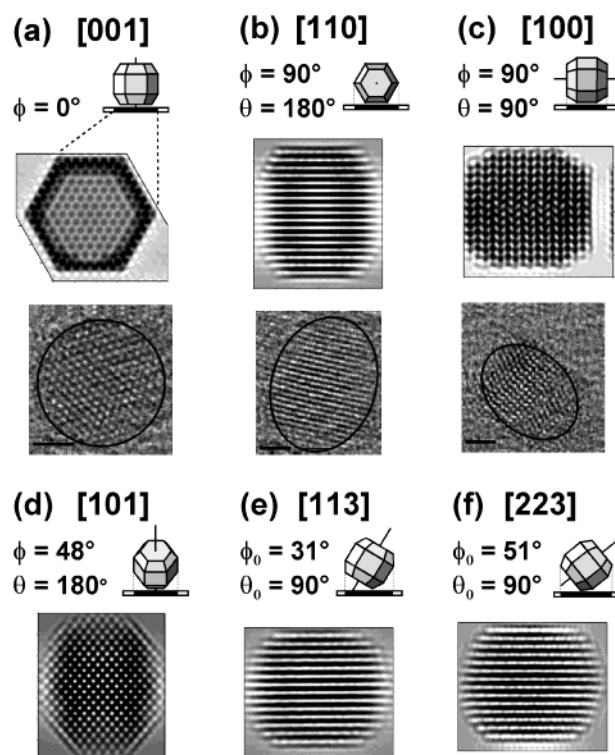 (a) [001]
ϕ = 0°
(b) [110]
ϕ = 90°
θ = 180°
(c) [100]
ϕ = 90°
θ = 90°
(d) [101]
ϕ = 48°
θ = 180°
(e) [113]
ϕ₀ = 31°
θ₀ = 90°
(f) [223]
ϕ₀ = 51°
θ₀ = 90°